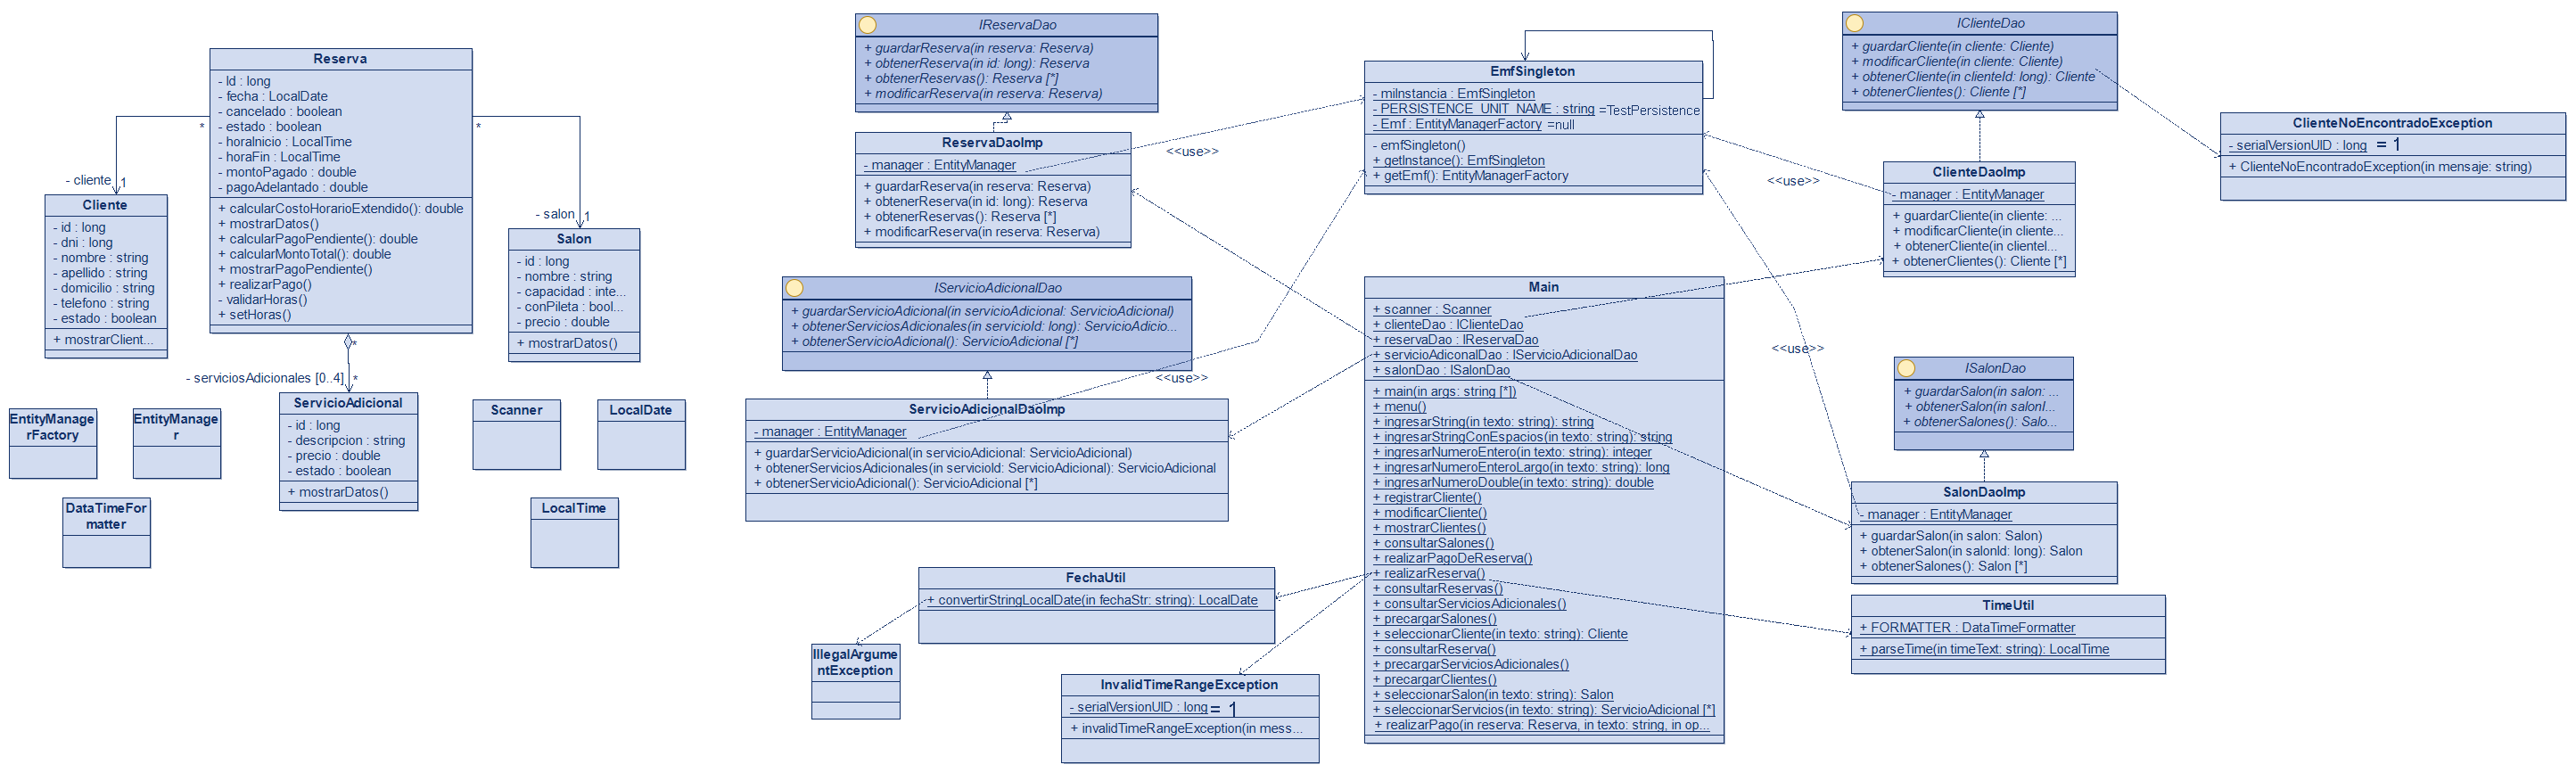 Reserva
- Id : long
- fecha : LocalDate
- cancelado : boolean
- estado : boolean
- horaInicio : LocalTime
- horaFin : LocalTime
- montoPagado : double
- pagoAdelantado : double
+ calcularCostoHorarioExtendido(): double
+ mostrarDatos()
+ calcularPagoPendiente(): double
+ calcularMontoTotal(): double
+ mostrarPagoPendiente()
+ realizarPago()
- validarHoras()
+ setHoras()
*
*
- cliente
1
- salon
1
Cliente
- id : long
- dni : long
- nombre : string
- apellido : string
- domicilio : string
- telefono : string
- estado : boolean
+ mostrarClient...
Salon
- id : long
- nombre : string
- capacidad : inte...
- conPileta : bool...
- precio : double
+ mostrarDatos()
*
- serviciosAdicionales [0..4]
*
ServicioAdicional
- id : long
- descripcion : string
- precio : double
- estado : boolean
+ mostrarDatos()
EntityManage
rFactory
EntityManage
r
Scanner
LocalDate
DataTimeFor
matter
LocalTime
IReservaDao
+ guardarReserva(in reserva: Reserva)
+ obtenerReserva(in id: long): Reserva
+ obtenerReservas(): Reserva [*]
+ modificarReserva(in reserva: Reserva)
ReservaDaoImp
- manager : EntityManager
+ guardarReserva(in reserva: Reserva)
+ obtenerReserva(in id: long): Reserva
+ obtenerReservas(): Reserva [*]
+ modificarReserva(in reserva: Reserva)
<<use>>
IServicioAdicionalDao
+ guardarServicioAdicional(in servicioAdicional: ServicioAdicional)
+ obtenerServiciosAdicionales(in servicioId: long): ServicioAdicio...
+ obtenerServicioAdicional(): ServicioAdicional [*]
<<use>>
ServicioAdicionalDaoImp
- manager : EntityManager
+ guardarServicioAdicional(in servicioAdicional: ServicioAdicional)
+ obtenerServiciosAdicionales(in servicioId: ServicioAdicional): ServicioAdicional
+ obtenerServicioAdicional(): ServicioAdicional [*]
FechaUtil
+ convertirStringLocalDate(in fechaStr: string): LocalDate
IllegalArgume
ntException
InvalidTimeRangeException
- serialVersionUID : long = 1
+ invalidTimeRangeException(in mess...
EmfSingleton
- miInstancia : EmfSingleton
- PERSISTENCE_UNIT_NAME : string =TestPersistence
- Emf : EntityManagerFactory =null
- emfSingleton()
+ getInstance(): EmfSingleton
+ getEmf(): EntityManagerFactory
Main
+ scanner : Scanner
+ clienteDao : IClienteDao
+ reservaDao : IReservaDao
+ servicioAdiconalDao : IServicioAdicionalDao
+ salonDao : ISalonDao
+ main(in args: string [*])
+ menu()
+ ingresarString(in texto: string): string
+ ingresarStringConEspacios(in texto: string): string
+ ingresarNumeroEntero(in texto: string): integer
+ ingresarNumeroEnteroLargo(in texto: string): long
+ ingresarNumeroDouble(in texto: string): double
+ registrarCliente()
+ modificarCliente()
+ mostrarClientes()
+ consultarSalones()
+ realizarPagoDeReserva()
+ realizarReserva()
+ consultarReservas()
+ consultarServiciosAdicionales()
+ precargarSalones()
+ seleccionarCliente(in texto: string): Cliente
+ consultarReserva()
+ precargarServiciosAdicionales()
+ precargarClientes()
+ seleccionarSalon(in texto: string): Salon
+ seleccionarServicios(in texto: string): ServicioAdicional [*]
+ realizarPago(in reserva: Reserva, in texto: string, in op...
IClienteDao
+ guardarCliente(in cliente: Cliente)
+ modificarCliente(in cliente: Cliente)
+ obtenerCliente(in clienteId: long): Cliente
+ obtenerClientes(): Cliente [*]
ClienteNoEncontradoException
- serialVersionUID : long = 1
+ ClienteNoEncontradoException(in mensaje: string)
<<use>>
ClienteDaoImp
- manager : EntityManager
+ guardarCliente(in cliente: ...
+ modificarCliente(in cliente...
+ obtenerCliente(in clienteI...
+ obtenerClientes(): Cliente [*]
<<use>>
ISalonDao
+ guardarSalon(in salon: ...
+ obtenerSalon(in salonI...
+ obtenerSalones(): Salo...
SalonDaoImp
- manager : EntityManager
+ guardarSalon(in salon: Salon)
+ obtenerSalon(in salonId: long): Salon
+ obtenerSalones(): Salon [*]
TimeUtil
+ FORMATTER : DataTimeFormatter
+ parseTime(in timeText: string): LocalTime